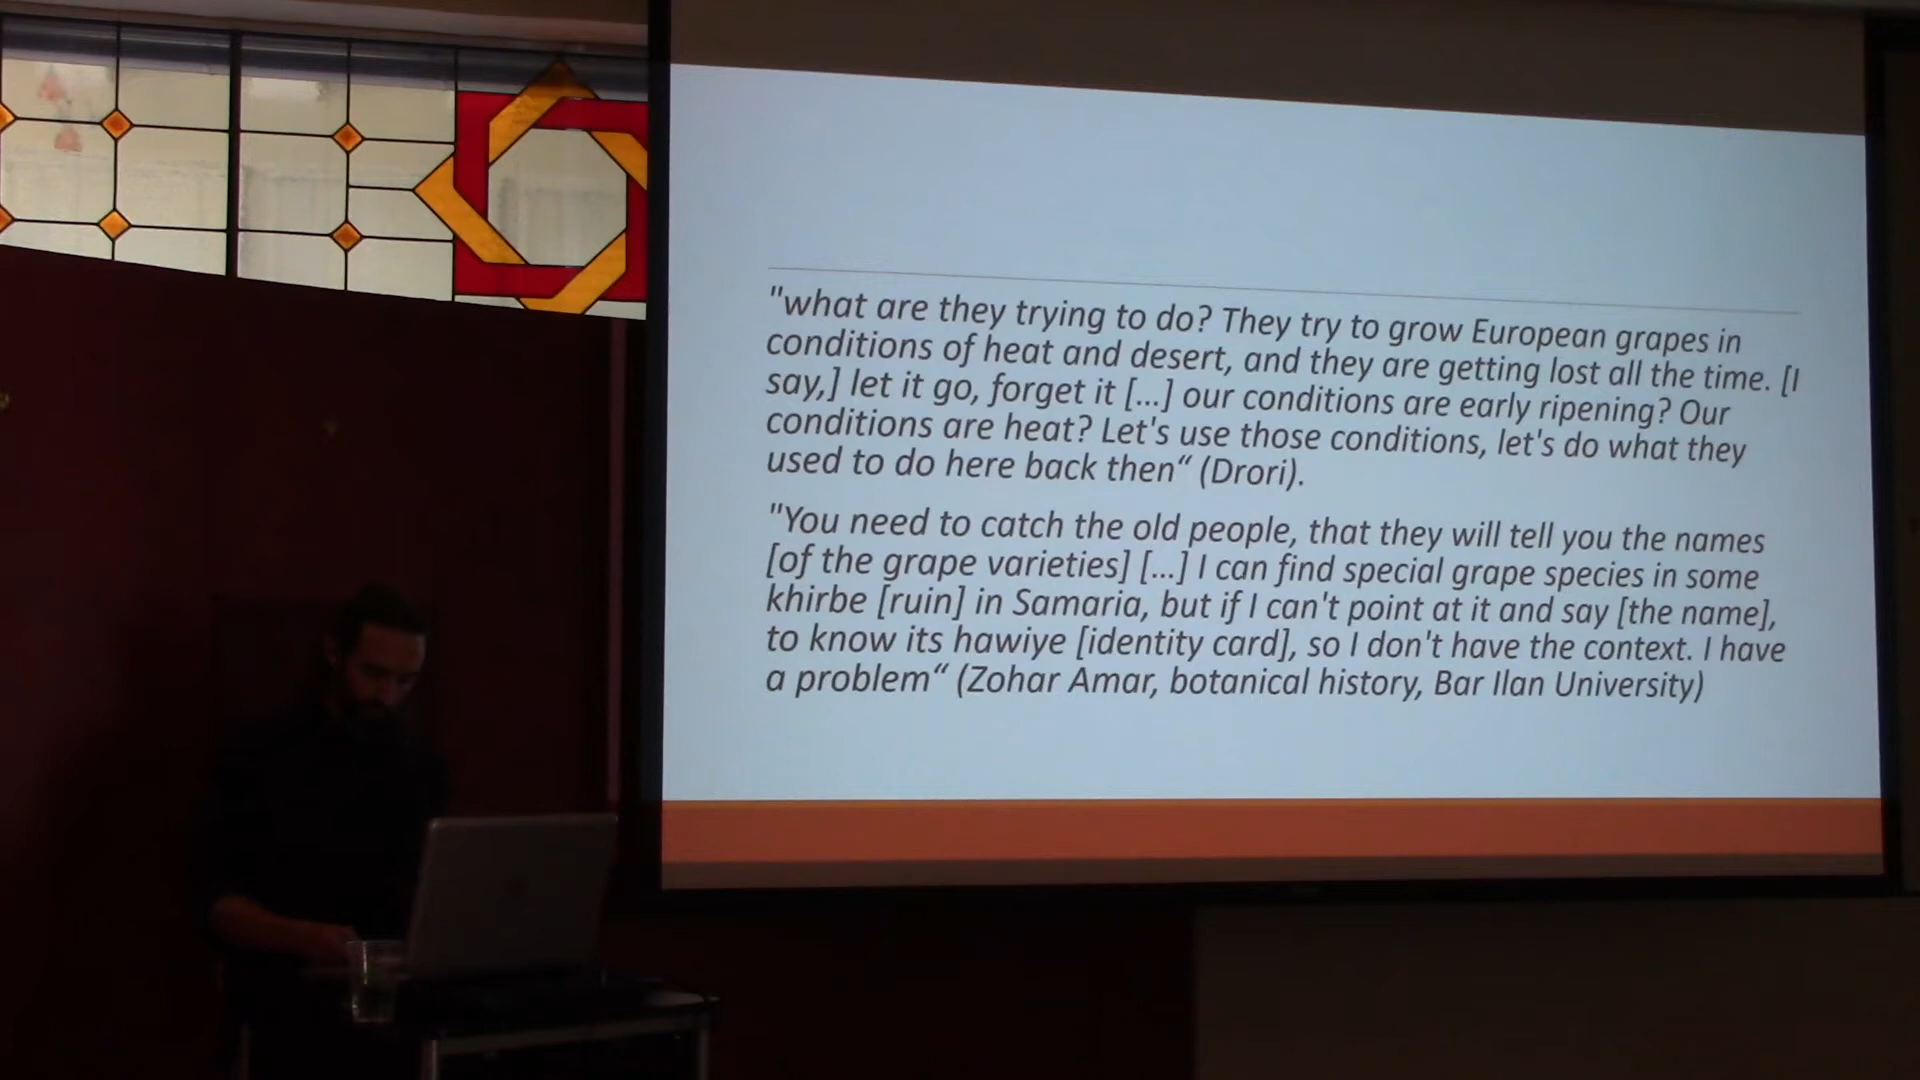 "what are they trying to do? They try to grow European grapes in
conditions of heat and desert, and they are getting lost all the time. [I
say,] let it go, forget it [...] our conditions are early ripening? Our
conditions are heat? Let's use those conditions, let's do what they
used to do here back then“ (Drori).
"You need to catch the old people, that they will tell you the names
[of the grape varieties] [...] I can find special grape species in some
khirbe [ruin] in Samaria, but if I can't point at it and say [the name],
to know its hawiye [identity card], so I don't have the context. I have
a problem“ (Zohar Amar, botanical history, Bar Ilan University)